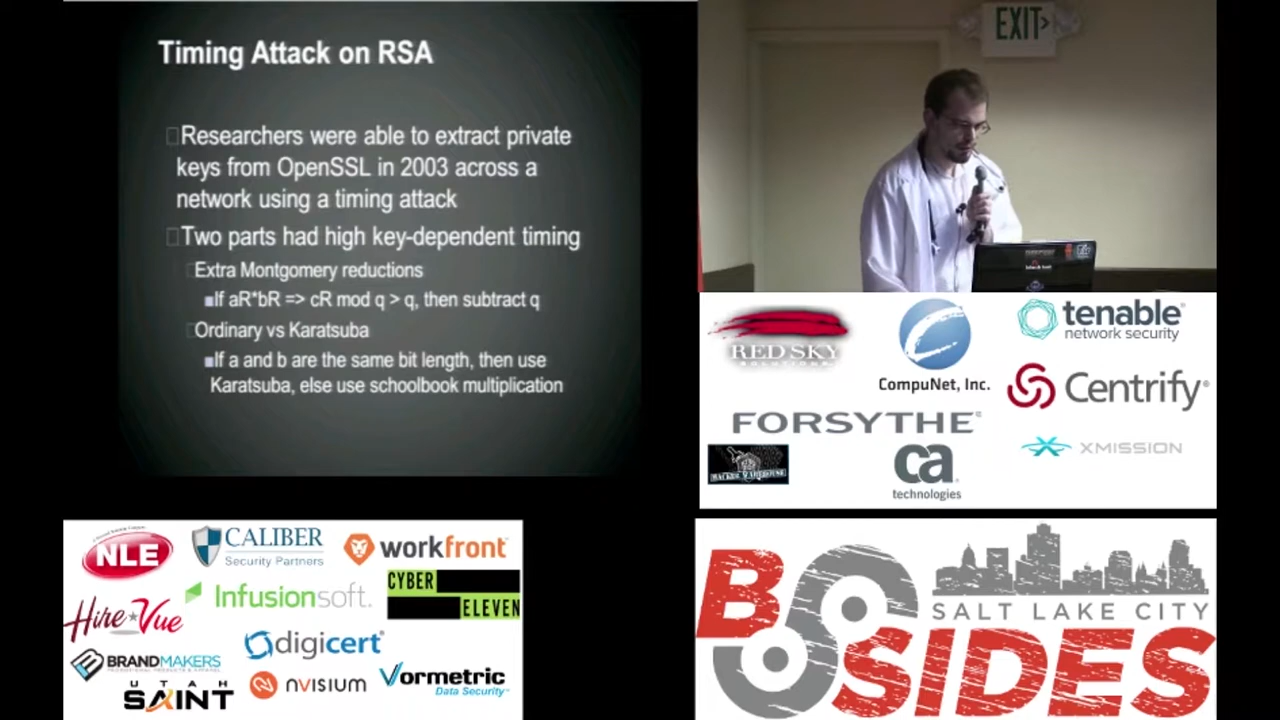 Timing Attack on RSA
Researchers were able to extract private
keys from OpenSSL in 2003 across a
network using a timing attack
Two parts had high key-dependent timing
Extra Montgomery reductions
If aR*bR => cR mod q > q, then subtract q
Ordinary vs Karatsuba
If a and b are the same bit length, then use
Karatsuba, else use schoolbook multiplication
EXIT
RED SKY
SOLUTIONS
CompuNet, Inc.
tenable
network security
Centrify
FORSYTHE
ca
technologies
XMISSION
NLE
CALIBER
Security Partners
workfront
Infusionsoft.
CYBER
ELEVEN
Hire Vue
digicert
BRANDMAKERS
UTAH
SAINT
nVISIUM
Vormetric
Data Security
SALT LAKE CITY
BSIDES